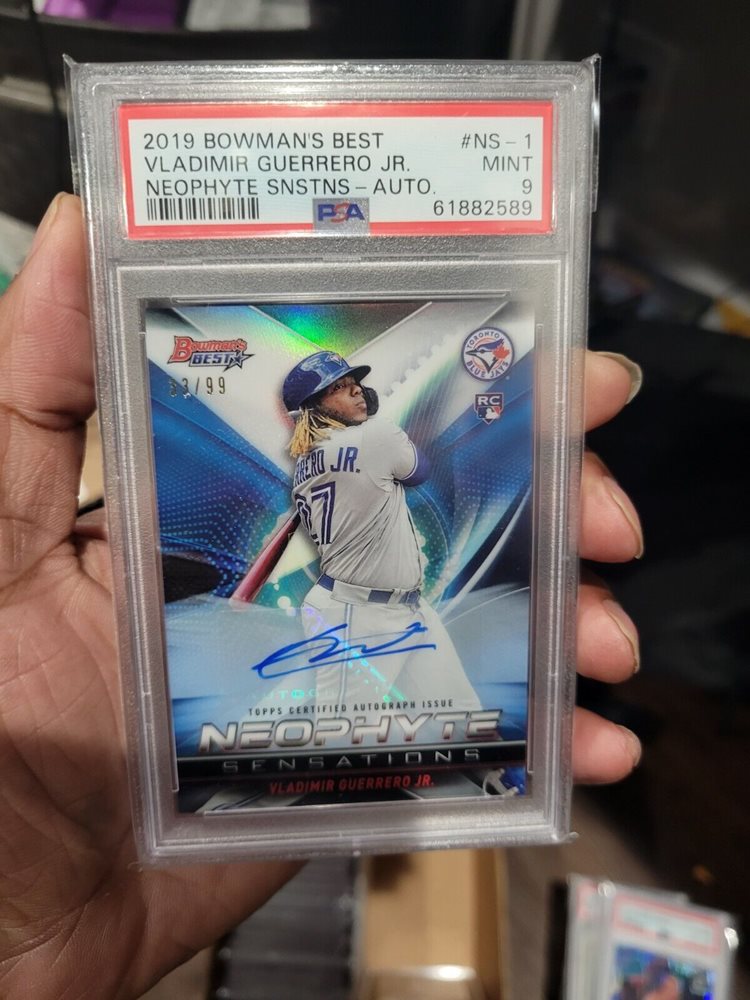 2019 BOWMAN'S BEST #NS-1
VLADIMIR GUERRERO JR. MINT
NEOPHYTE SNSTNS-AUTO. 9
PSA 61882589
Bowman's
BEST
TORONTO
BLUE JAYS
/99
RC
RRERO JR.
27
TOPPS CERTIFIED AUTOGRAPH ISSUE
NEOPHYTE
SENSATIONS
VLADIMIR GUERRERO JR.